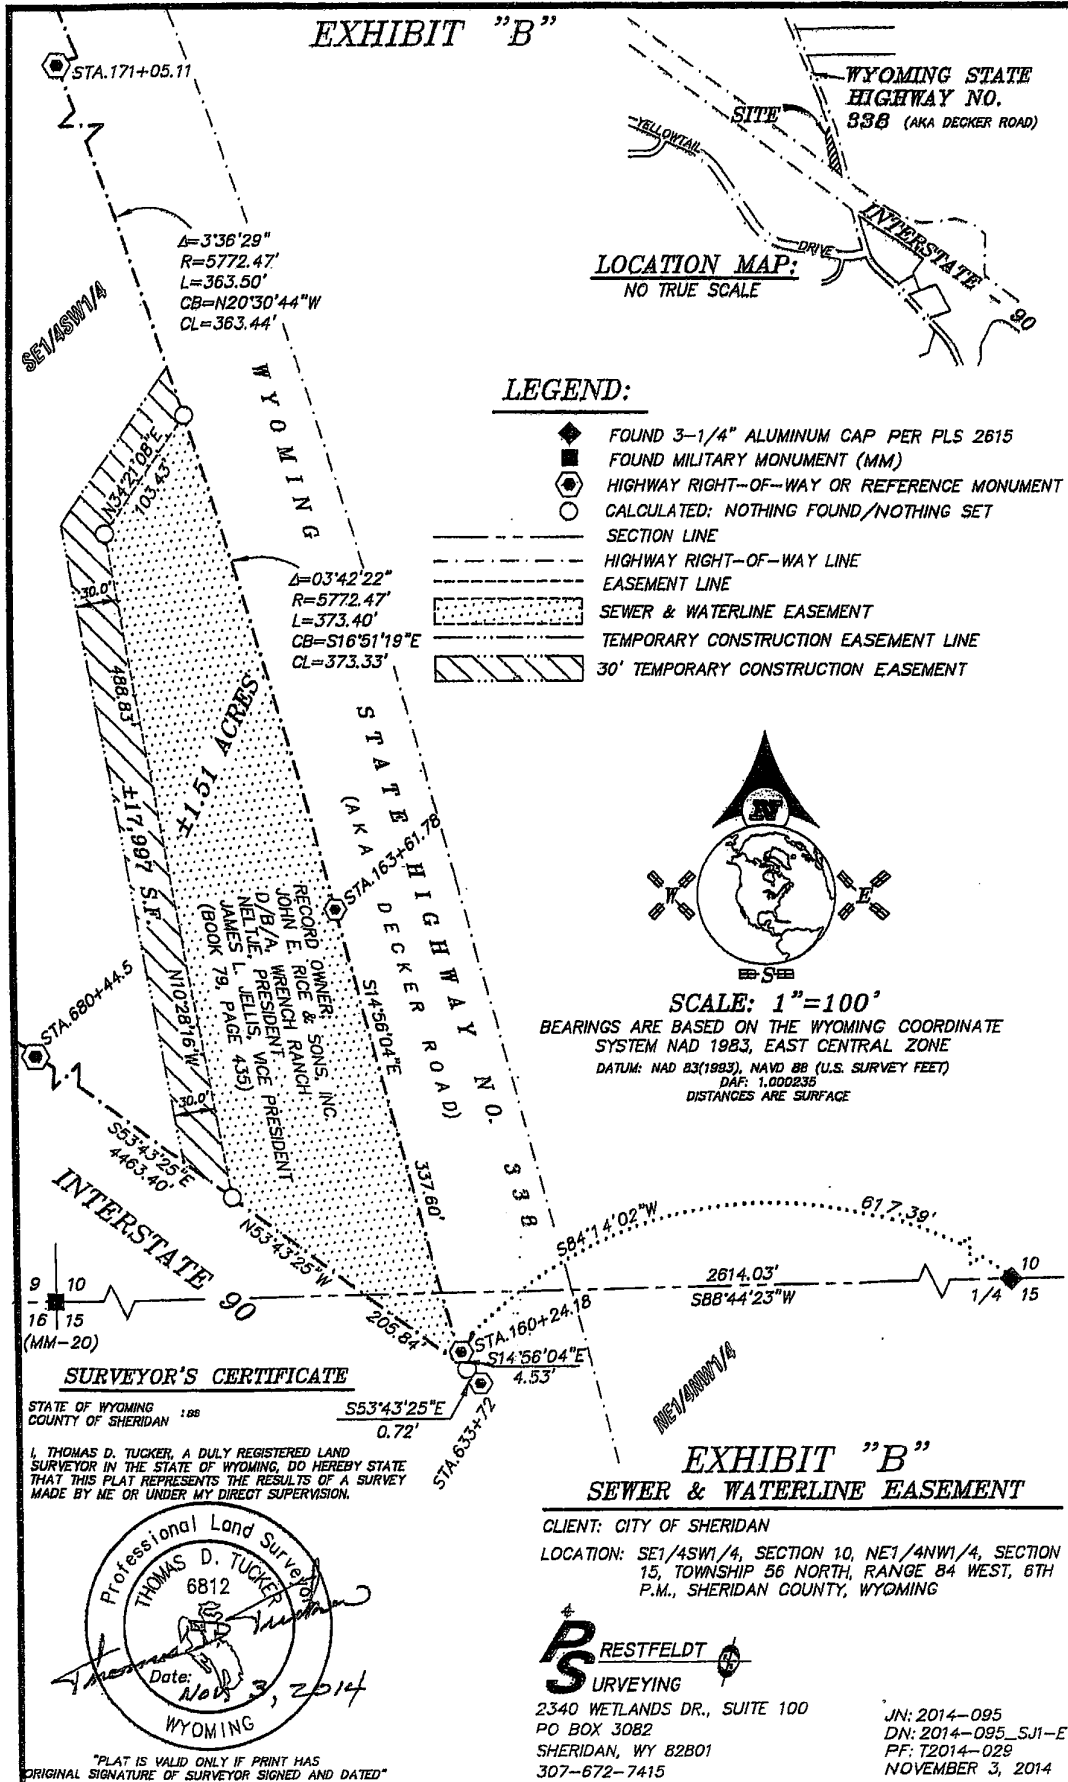 EXHIBIT "B"
STA.171+05.11
WYOMING STATE
HIGHWAY NO.
338 (AKA DECKER ROAD)
SITE
YELLOWTAIL
DRIVE
INTERSTATE
90
LOCATION MAP:
NO TRUE SCALE
Δ=3°36'29"
R=5772.47'
L=363.50'
CB=N20°30'44"W
CL=363.44'
SE1/4SW1/4
WYOMING
STATE HIGHWAY NO. 338
(AKA DECKER ROAD)
LEGEND:
FOUND 3-1/4" ALUMINUM CAP PER PLS 2615
FOUND MILITARY MONUMENT (MM)
HIGHWAY RIGHT-OF-WAY OR REFERENCE MONUMENT
CALCULATED: NOTHING FOUND/NOTHING SET
SECTION LINE
HIGHWAY RIGHT-OF-WAY LINE
EASEMENT LINE
SEWER & WATERLINE EASEMENT
TEMPORARY CONSTRUCTION EASEMENT LINE
30' TEMPORARY CONSTRUCTION EASEMENT
N34°21'08"E
103.43'
30.0'
Δ=03°42'22"
R=5772.47'
L=373.40'
CB=S16°51'19"E
CL=373.33'
488.83'
±1.51 ACRES
±17,997 S.F.
N10°28'16"W
30.0'
STA.163+61.78
RECORD OWNER:
JOHN E. RICE & SONS, INC.
D/B/A, WRENCH RANCH
NELTJE, PRESIDENT
JAMES L. JELLIS, VICE PRESIDENT
(BOOK 79, PAGE 435)
S14°56'04"E
337.60'
STA.680+44.5
S53°43'25"E
4463.40'
INTERSTATE 90
N53°43'25"W
205.84'
N
W
E
S
SCALE: 1"=100'
BEARINGS ARE BASED ON THE WYOMING COORDINATE
SYSTEM NAD 1983, EAST CENTRAL ZONE
DATUM: NAD 83(1993), NAVD 88 (U.S. SURVEY FEET)
DAF: 1.000235
DISTANCES ARE SURFACE
S84°14'02"W
617.39'
2614.03'
S88°44'23"W
10
1/4 15
9 10
16 15
(MM-20)
STA.160+24.18
S14°56'04"E
4.53'
S53°43'25"E
0.72'
STA.633+72
NE1/4NW1/4
SURVEYOR'S CERTIFICATE
STATE OF WYOMING
COUNTY OF SHERIDAN :SS
I, THOMAS D. TUCKER, A DULY REGISTERED LAND
SURVEYOR IN THE STATE OF WYOMING, DO HEREBY STATE
THAT THIS PLAT REPRESENTS THE RESULTS OF A SURVEY
MADE BY ME OR UNDER MY DIRECT SUPERVISION.
Professional Land Surveyor
THOMAS D. TUCKER
6812
Thomas D. Tucker
Date: Nov 3, 2014
WYOMING
"PLAT IS VALID ONLY IF PRINT HAS
ORIGINAL SIGNATURE OF SURVEYOR SIGNED AND DATED"
EXHIBIT "B"
SEWER & WATERLINE EASEMENT
CLIENT: CITY OF SHERIDAN
LOCATION: SE1/4SW1/4, SECTION 10, NE1/4NW1/4, SECTION
15, TOWNSHIP 56 NORTH, RANGE 84 WEST, 6TH
P.M., SHERIDAN COUNTY, WYOMING
PRESTFELDT
SURVEYING
2340 WETLANDS DR., SUITE 100
PO BOX 3082
SHERIDAN, WY 82801
307-672-7415
JN: 2014-095
DN: 2014-095_SJ1-E
PF: T2014-029
NOVEMBER 3, 2014